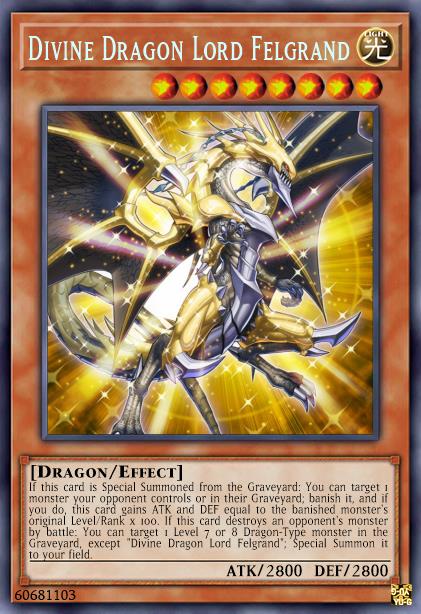 DIVINE DRAGON LORD FELGRAND
LIGHT
光
[DRAGON/EFFECT]
If this card is Special Summoned from the Graveyard: You can target 1
monster your opponent controls or in their Graveyard; banish it, and if
you do, this card gains ATK and DEF equal to the banished monster's
original Level/Rank x 100. If this card destroys an opponent's monster
by battle: You can target 1 Level 7 or 8 Dragon-Type monster in the
Graveyard, except "Divine Dragon Lord Felgrand"; Special Summon it
to your field.
ATK/2800 DEF/2800
60681103